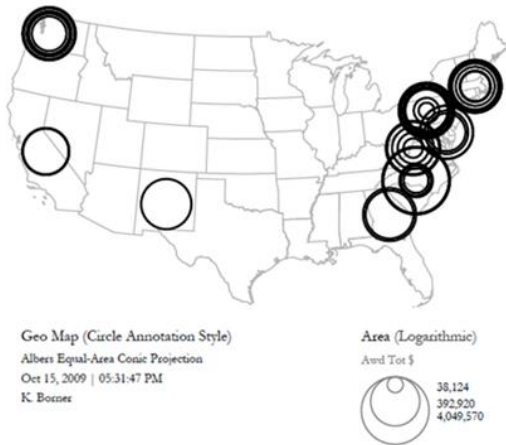 Geo Map (Circle Annotation Style)
Albers Equal-Area Conic Projection
Oct 15, 2009 | 05:31:47 PM
K. Borner
Area (Logarithmic)
Awd Tot $
38,124
392,920
4,049,570